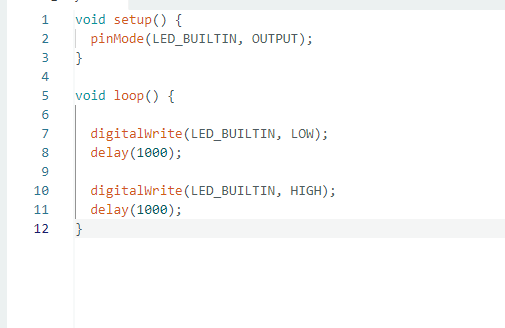 1 void setup() {
2 pinMode(LED_BUILTIN, OUTPUT);
3 }
4
5 void loop() {
6
7 digitalWrite(LED_BUILTIN, LOW);
8 delay(1000);
9
10 digitalWrite(LED_BUILTIN, HIGH);
11 delay(1000);
12 }